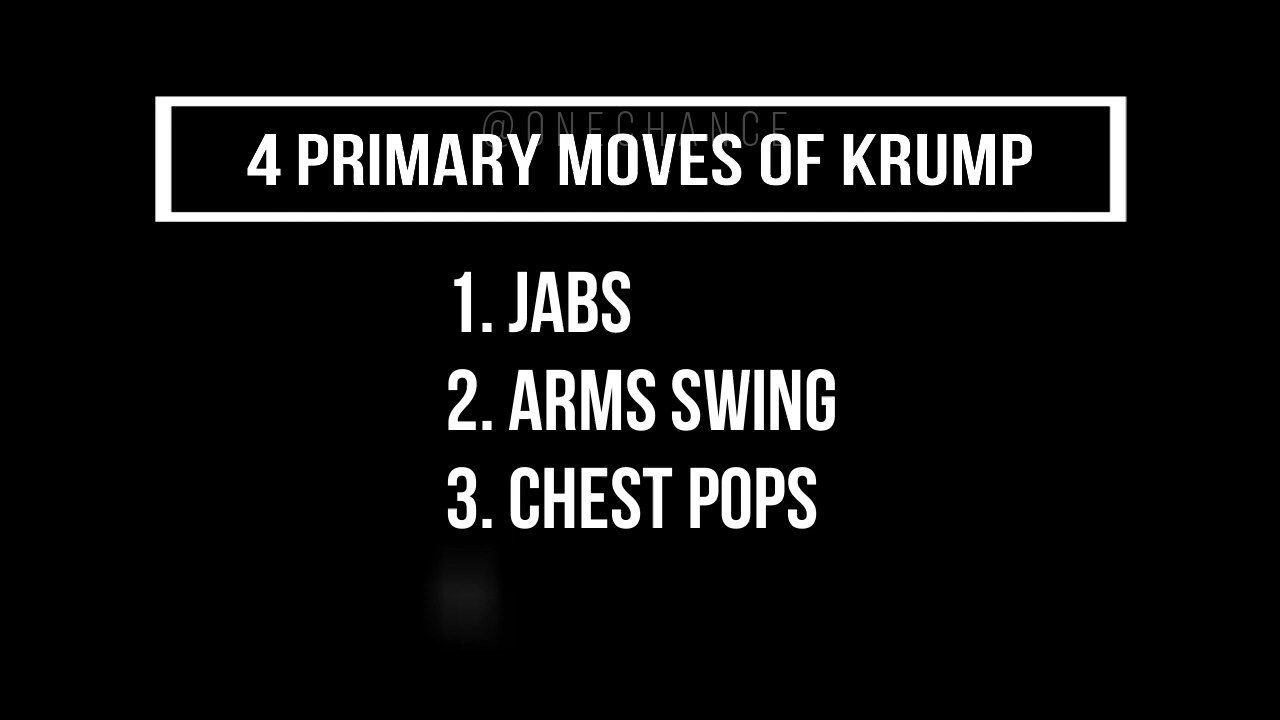 @ONECHANCE
4 PRIMARY MOVES OF KRUMP
1. JABS
2. ARMS SWING
3. CHEST POPS